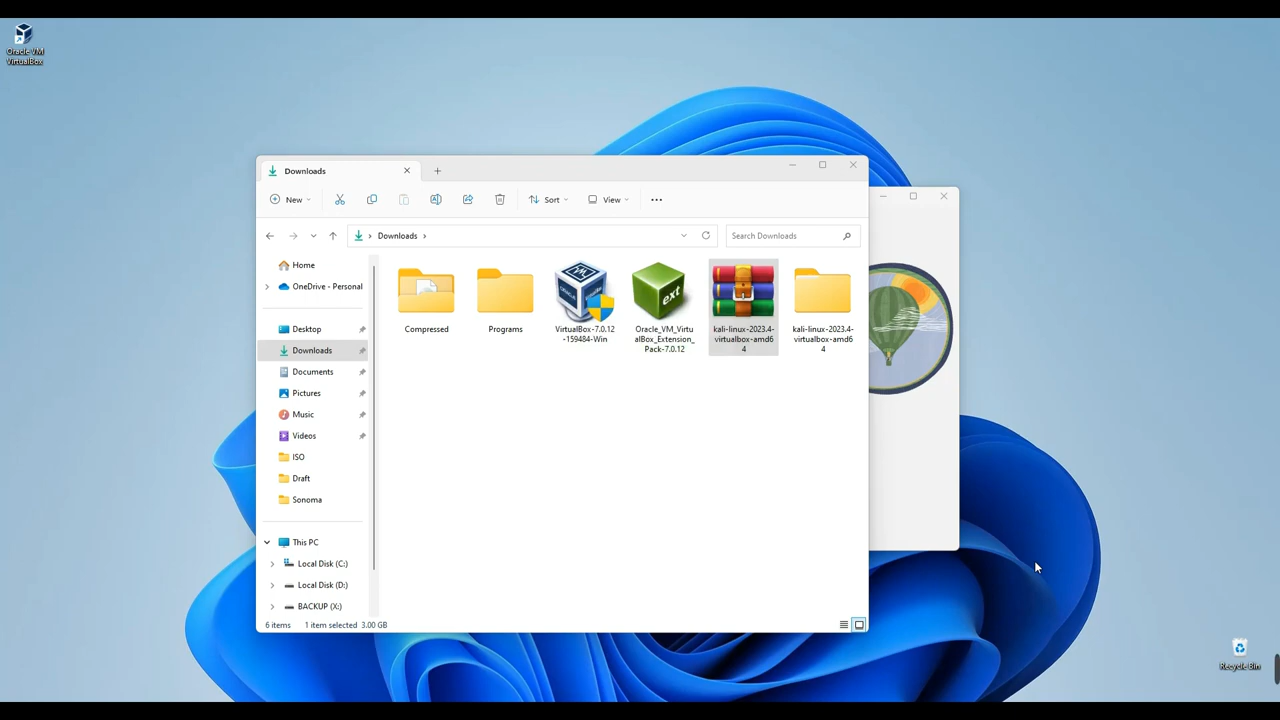 Oracle VM
VirtualBox
Downloads
New
Sort
View
Downloads
Search Downloads
Home
OneDrive - Personal
Desktop
Downloads
Documents
Pictures
Music
Videos
ISO
Draft
Sonoma
This PC
Local Disk (C:)
Local Disk (D:)
BACKUP (X:)
Compressed
Programs
VirtualBox-7.0.12
-159484-Win
Oracle_VM_Virtu
alBox_Extension_
Pack-7.0.12
kali-linux-2023.4-
virtualbox-amd6
4
kali-linux-2023.4-
virtualbox-amd6
4
ext
6 items
1 item selected 3.00 GB
Recycle Bin